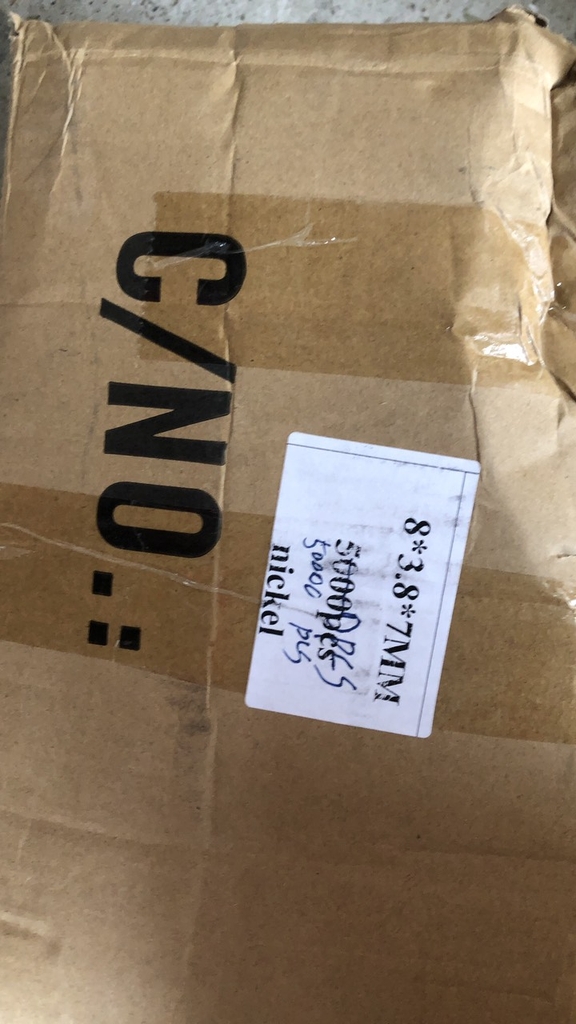 8*3.8*7MM
5000pcs
50000 pcs
nickel
C/NO.: